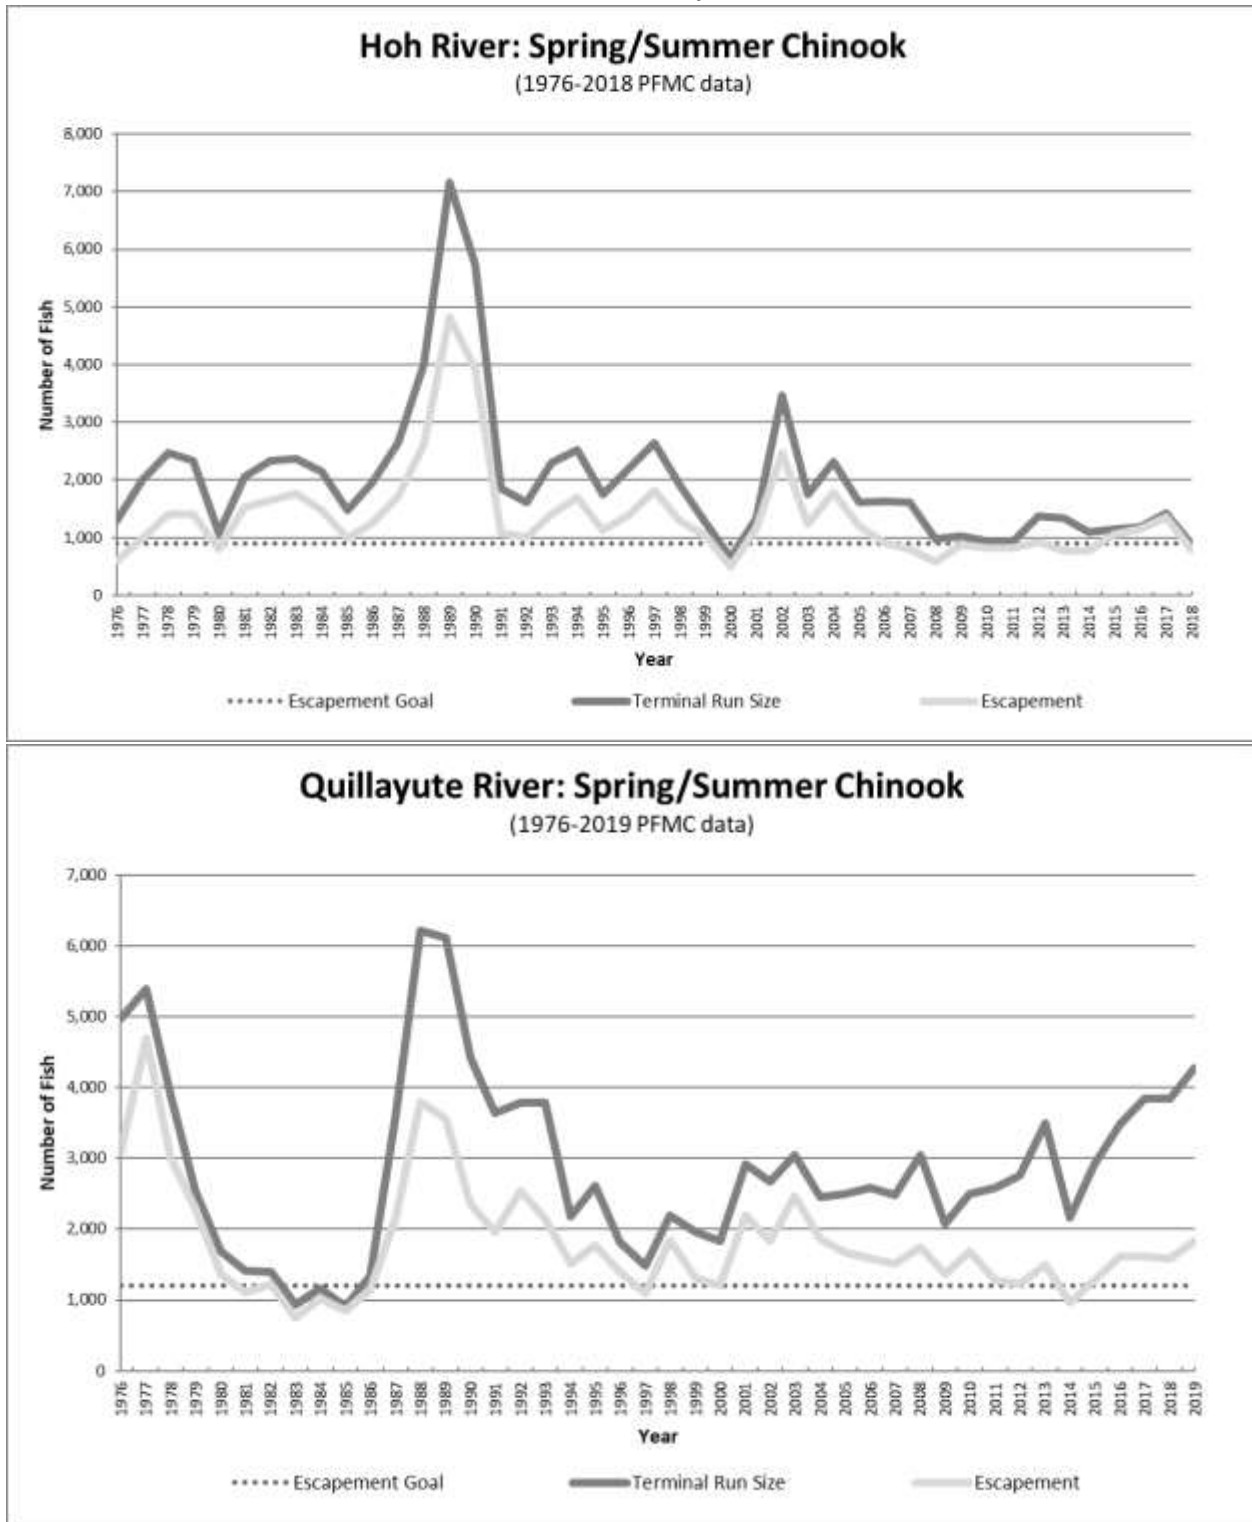 Hoh River: Spring/Summer Chinook
(1976-2018 PFMC data)
8,000
7,000
6,000
5,000
4,000
3,000
2,000
1,000
0
Number of Fish
1976 1977 1978 1979 1980 1981 1982 1983 1984 1985 1986 1987 1988 1989 1990 1991 1992 1993 1994 1995 1996 1997 1998 1999 2000 2001 2002 2003 2004 2005 2006 2007 2008 2009 2010 2011 2012 2013 2014 2015 2016 2017 2018
Year
Escapement Goal Terminal Run Size Escapement
Quillayute River: Spring/Summer Chinook
(1976-2019 PFMC data)
7,000
6,000
5,000
4,000
3,000
2,000
1,000
0
Number of Fish
1976 1977 1978 1979 1980 1981 1982 1983 1984 1985 1986 1987 1988 1989 1990 1991 1992 1993 1994 1995 1996 1997 1998 1999 2000 2001 2002 2003 2004 2005 2006 2007 2008 2009 2010 2011 2012 2013 2014 2015 2016 2017 2018 2019
Year
Escapement Goal Terminal Run Size Escapement